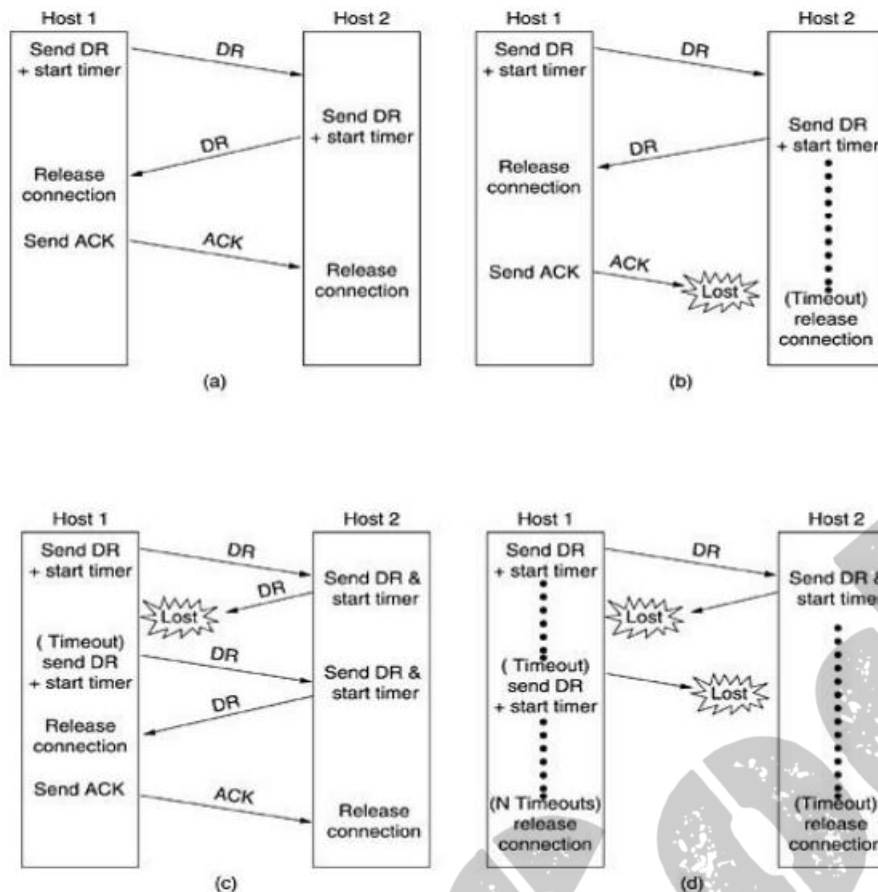 Host 1
Host 2
Send DR
+ start timer
DR
Send DR
+ start timer
DR
Release
connection
Send ACK
ACK
Release
connection
(a)
Host 1
Host 2
Send DR
+ start timer
DR
Send DR
+ start timer
DR
Release
connection
Send ACK
ACK
Lost
(Timeout)
release
connection
(b)
Host 1
Host 2
Send DR
+ start timer
DR
Send DR &
start timer
DR
Lost
( Timeout)
send DR
+ start timer
DR
Send DR &
start timer
DR
Release
connection
Send ACK
ACK
Release
connection
(c)
Host 1
Host 2
Send DR
+ start timer
DR
Send DR &
start timer
Lost
( Timeout)
send DR
+ start timer
Lost
(N Timeouts)
release
connection
(Timeout)
release
connection
(d)